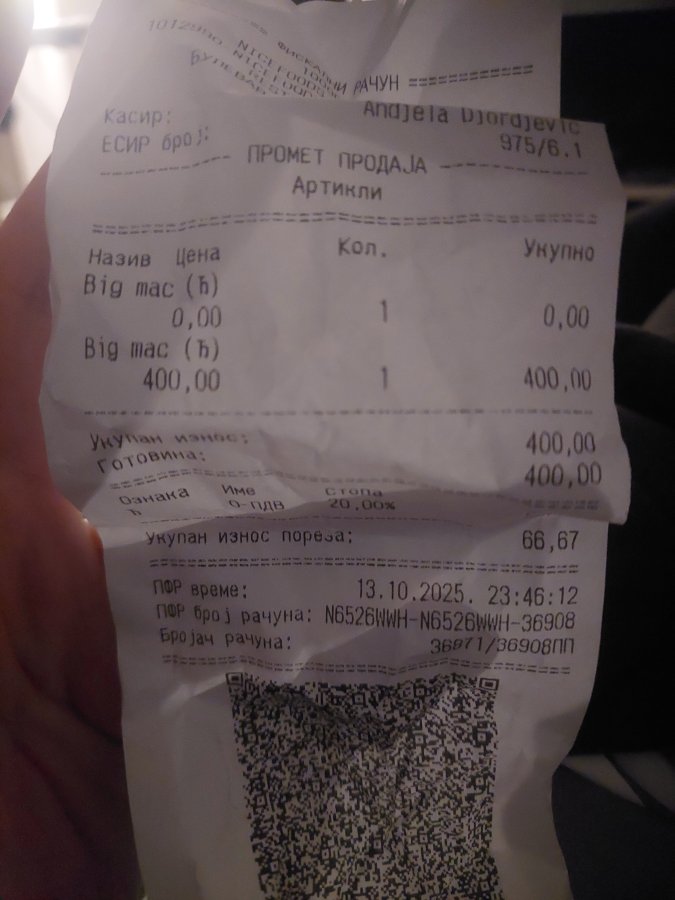 ФИСКАЛНИ РАЧУН ==========
1012990
NICEFOODS
NICEFOOD
Касир: Andjela Djordjevic
ЕСИР број: 975/6.1
ПРОМЕТ ПРОДАЈА
Артикли
Назив Цена Кол. Укупно
Big mac (Ђ)
0,00 1 0,00
Big mac (Ђ)
400,00 1 400,00
Укупан износ: 400,00
Готовина: 400,00
Ознака Име Стопа
Ђ О-ПДВ 20,00%
Укупан износ пореза: 66,67
ПФР време: 13.10.2025. 23:46:12
ПФР број рачуна: N6526WWH-N6526WWH-36908
Бројач рачуна: 36971/36908ПП